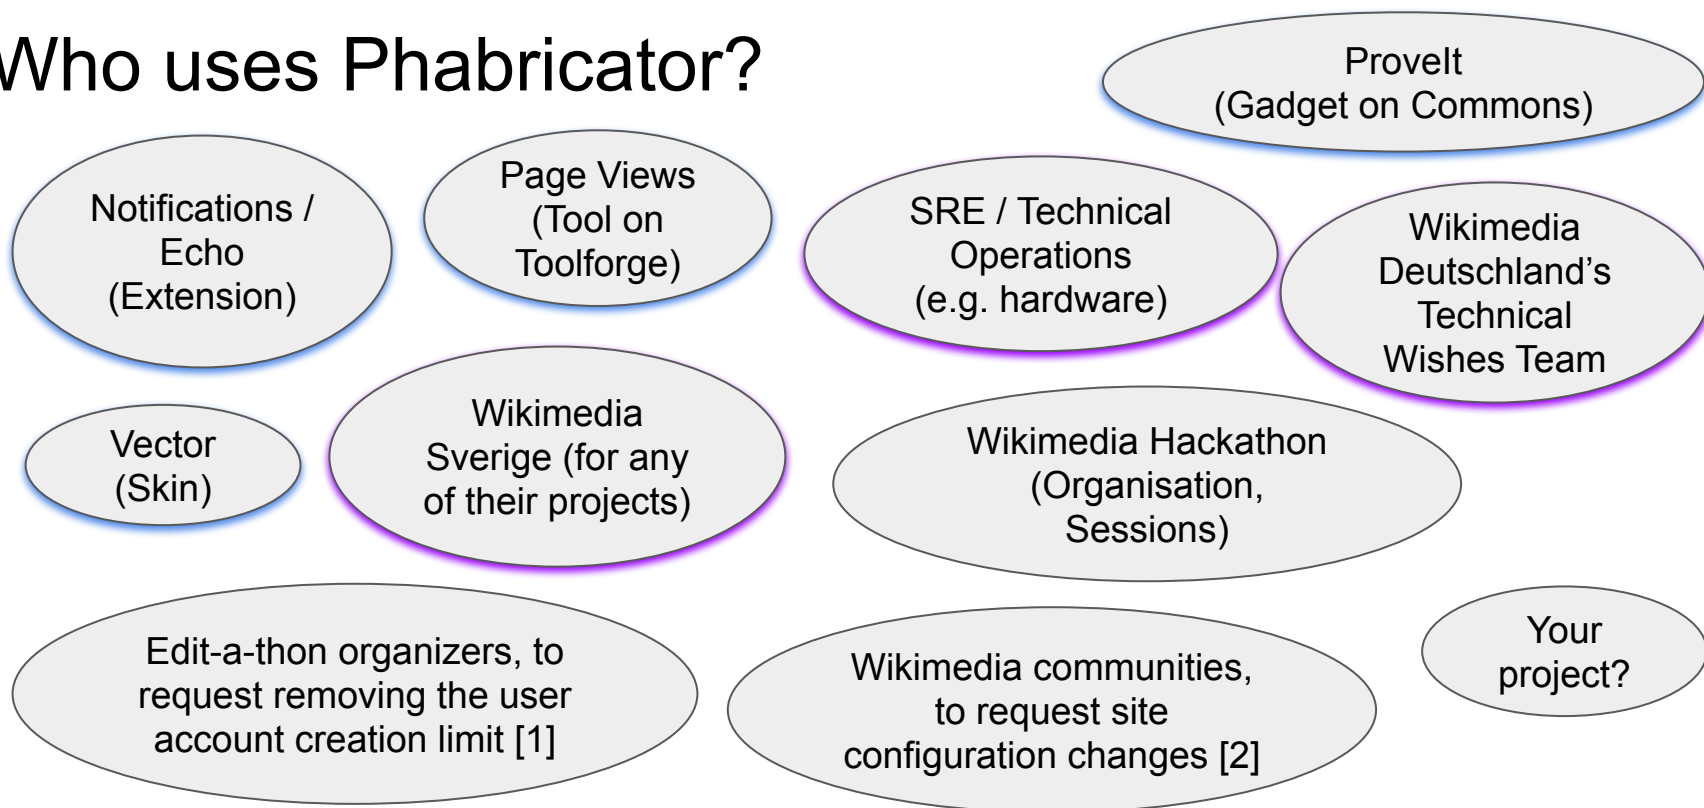 Who uses Phabricator?
ProveIt
(Gadget on Commons)
Notifications /
Echo
(Extension)
Page Views
(Tool on
Toolforge)
SRE / Technical
Operations
(e.g. hardware)
Wikimedia
Deutschland’s
Technical
Wishes Team
Vector
(Skin)
Wikimedia
Sverige (for any
of their projects)
Wikimedia Hackathon
(Organisation,
Sessions)
Edit-a-thon organizers, to
request removing the user
account creation limit [1]
Wikimedia communities,
to request site
configuration changes [2]
Your
project?